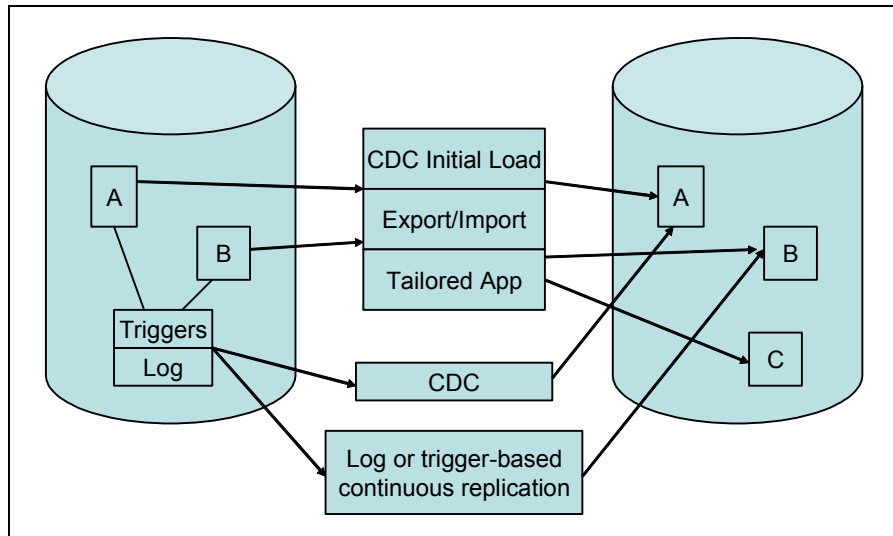 A
B
Triggers
Log
CDC Initial Load
Export/Import
Tailored App
CDC
Log or trigger-based
continuous replication
A
B
C